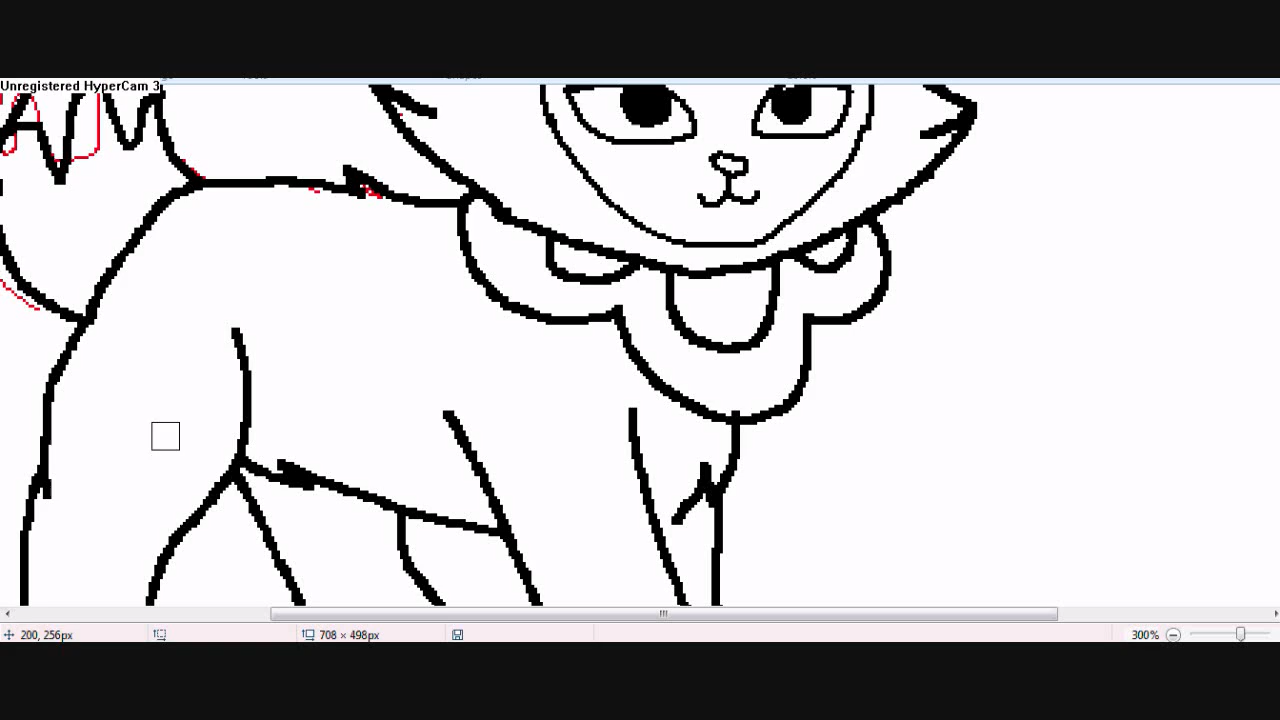 Unregistered HyperCam 3
200, 256px
708 × 498px
300%